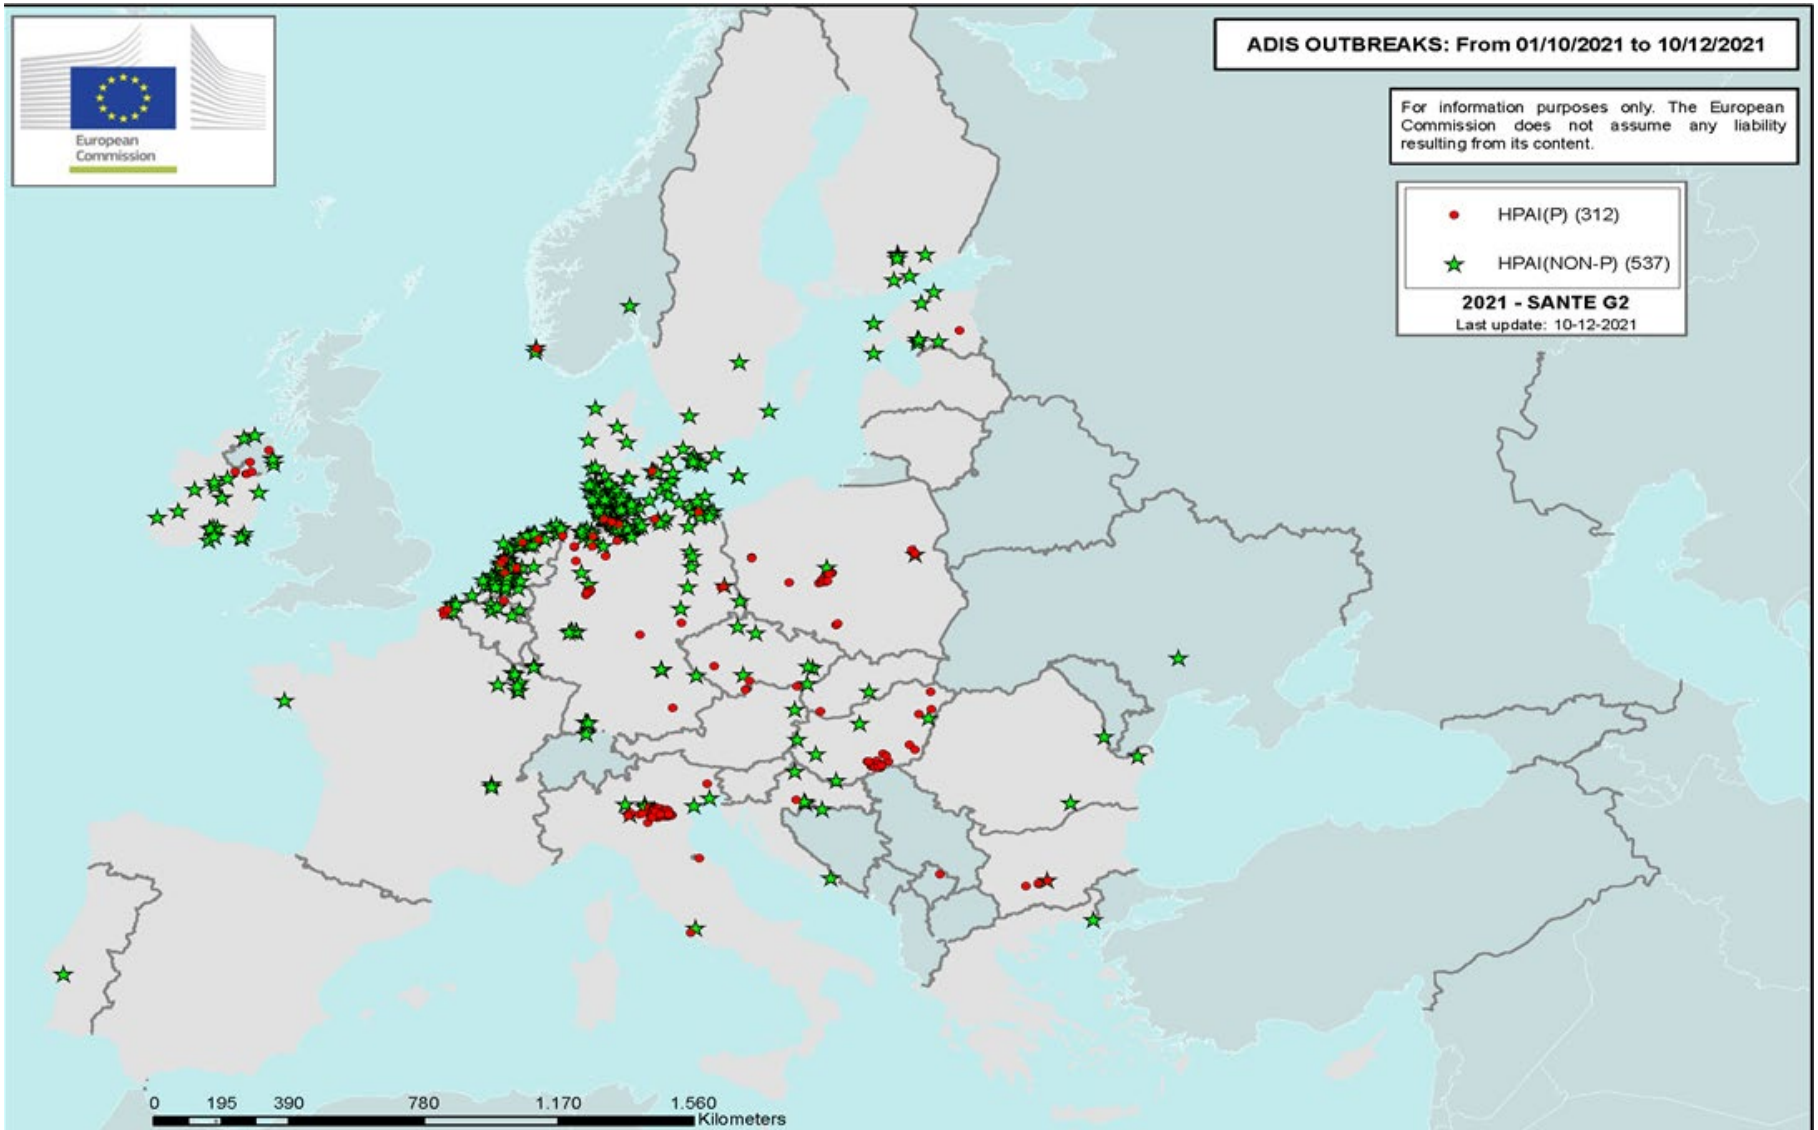 European
Commission
ADIS OUTBREAKS: From 01/10/2021 to 10/12/2021
For information purposes only. The European
Commission does not assume any liability
resulting from its content.
HPAI(P) (312)
HPAI(NON-P) (537)
2021 - SANTE G2
Last update: 10-12-2021
0 195 390 780 1.170 1.560
Kilometers